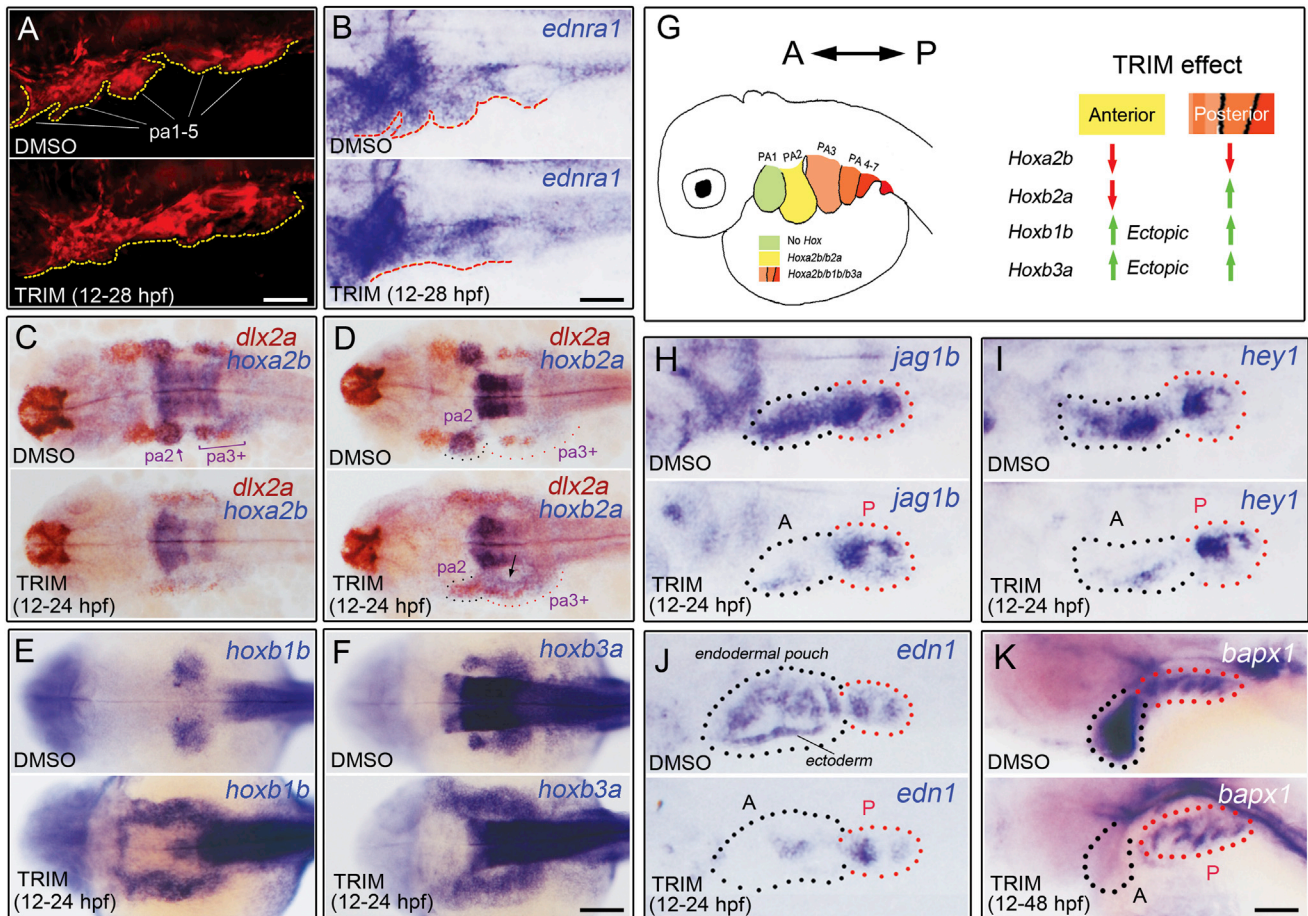 A
pa1-5
DMSO
TRIM (12-28 hpf)
B
ednra1
DMSO
ednra1
TRIM (12-28 hpf)
G
A
P
PA1
PA2
PA3
PA 4-7
No Hox
Hoxa2b/b2a
Hoxa2b/b1b/b3a
TRIM effect
Anterior
Posterior
Hoxa2b
Hoxb2a
Hoxb1b
Ectopic
Hoxb3a
Ectopic
C
dlx2a
hoxa2b
pa2
pa3+
DMSO
dlx2a
hoxa2b
TRIM
(12-24 hpf)
D
dlx2a
hoxb2a
pa2
pa3+
DMSO
dlx2a
hoxb2a
pa2
pa3+
TRIM
(12-24 hpf)
H
jag1b
DMSO
jag1b
A
P
TRIM
(12-24 hpf)
I
hey1
DMSO
hey1
A
P
TRIM
(12-24 hpf)
E
hoxb1b
DMSO
hoxb1b
TRIM
(12-24 hpf)
F
hoxb3a
DMSO
hoxb3a
TRIM
(12-24 hpf)
J
edn1
endodermal pouch
ectoderm
DMSO
edn1
A
P
TRIM
(12-24 hpf)
K
bapx1
DMSO
bapx1
A
P
TRIM
(12-48 hpf)